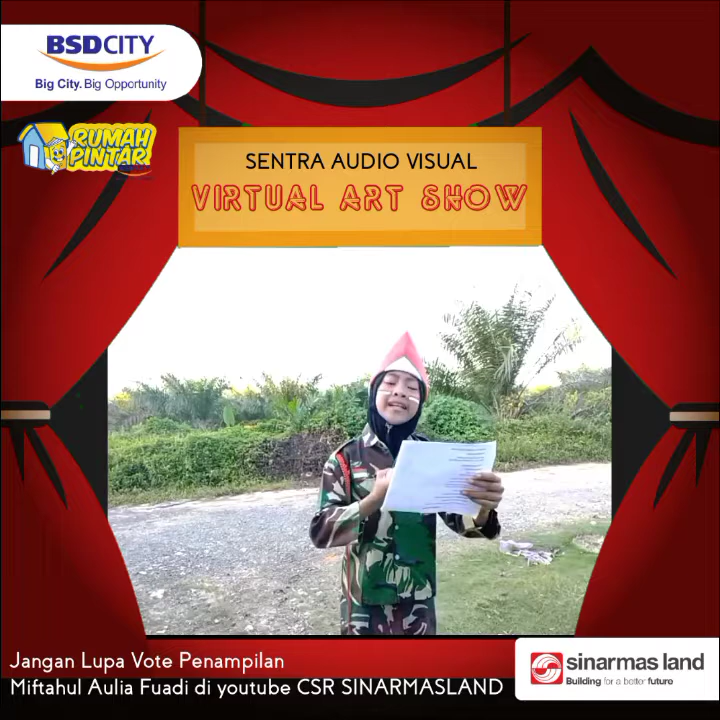 BSDCITY
Big City. Big Opportunity
RUMAH
PINTAR
SENTRA AUDIO VISUAL
VIRTUAL ART SHOW
Jangan Lupa Vote Penampilan
Miftahul Aulia Fuadi di youtube CSR SINARMASLAND
sinarmas land
Building for a better future